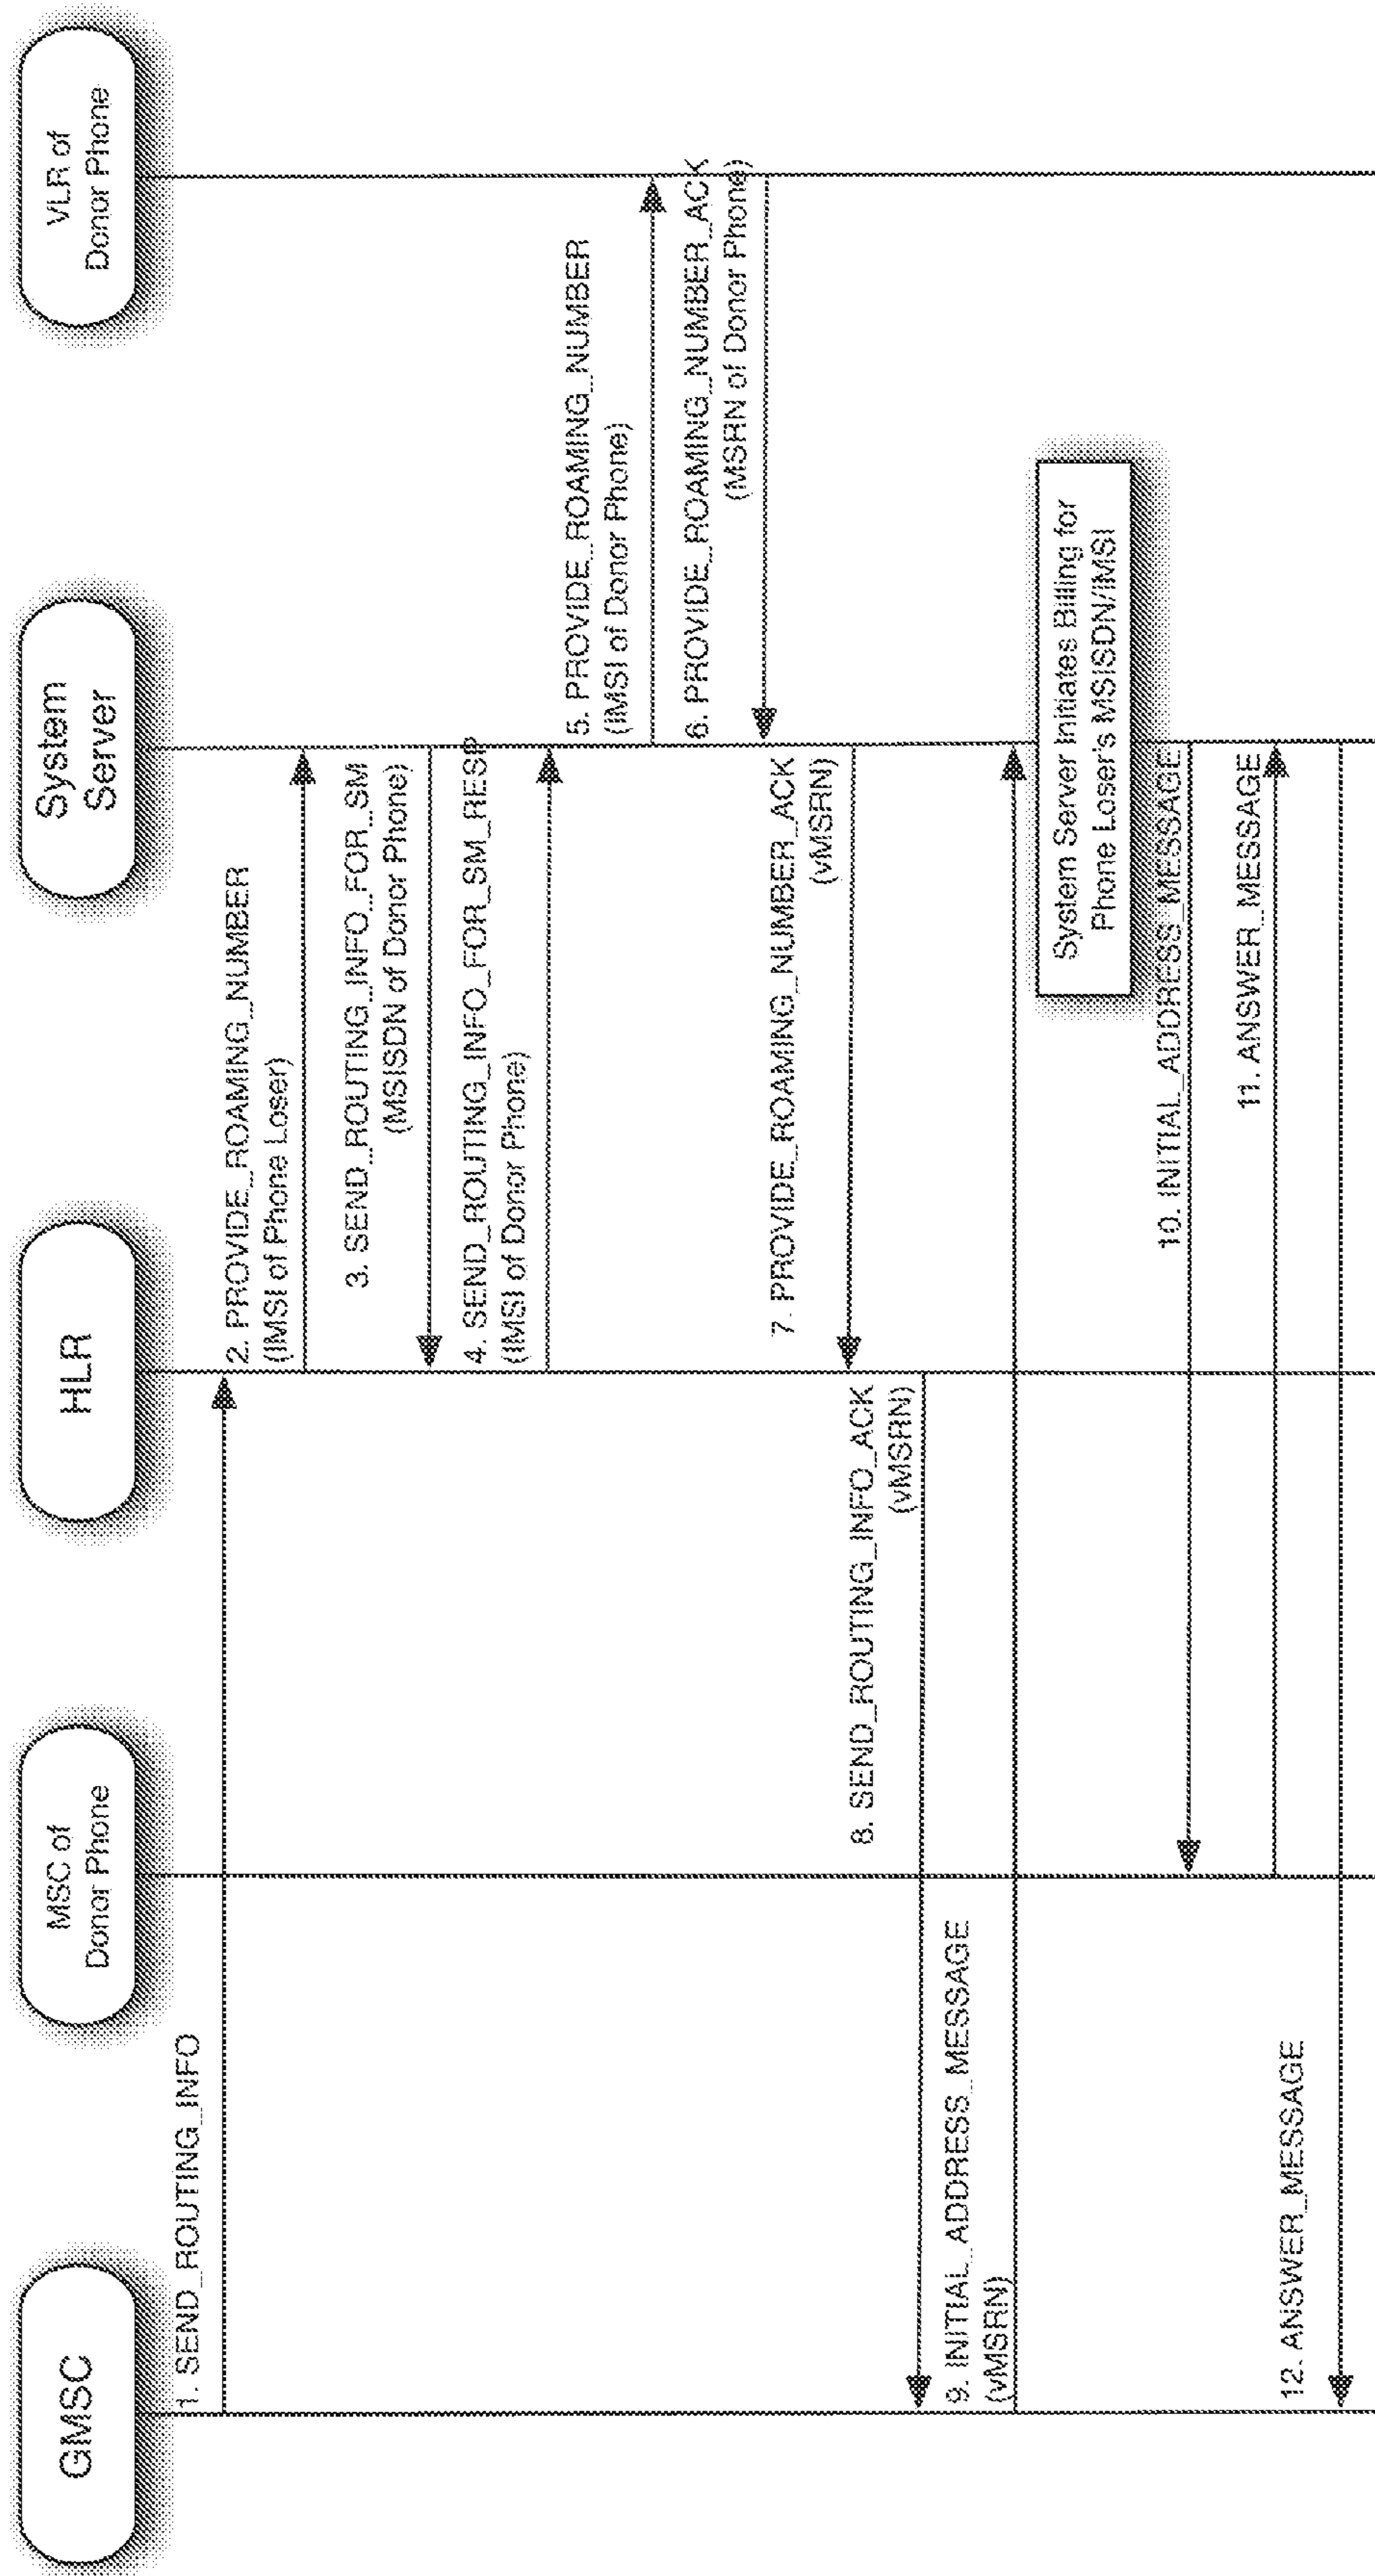 GMSC
MSC of
Donor Phone
HLR
System
Server
VLR of
Donor Phone
1. SEND_ROUTING_INFO
2. PROVIDE_ROAMING_NUMBER
(IMSI of Phone Loser)
3. SEND_ROUTING_INFO_FOR_SM
(MSISDN of Donor Phone)
4. SEND_ROUTING_INFO_FOR_SM_RESP
(IMSI of Donor Phone)
5. PROVIDE_ROAMING_NUMBER
(IMSI of Donor Phone)
6. PROVIDE_ROAMING_NUMBER_ACK
(MSRN of Donor Phone)
7. PROVIDE_ROAMING_NUMBER_ACK
(vMSRN)
8. SEND_ROUTING_INFO_ACK
(vMSRN)
9. INITIAL_ADDRESS_MESSAGE
(vMSRN)
System Server Initiates Billing for
Phone Loser's MSISDN/IMSI
10. INITIAL_ADDRESS_MESSAGE
11. ANSWER_MESSAGE
12. ANSWER_MESSAGE